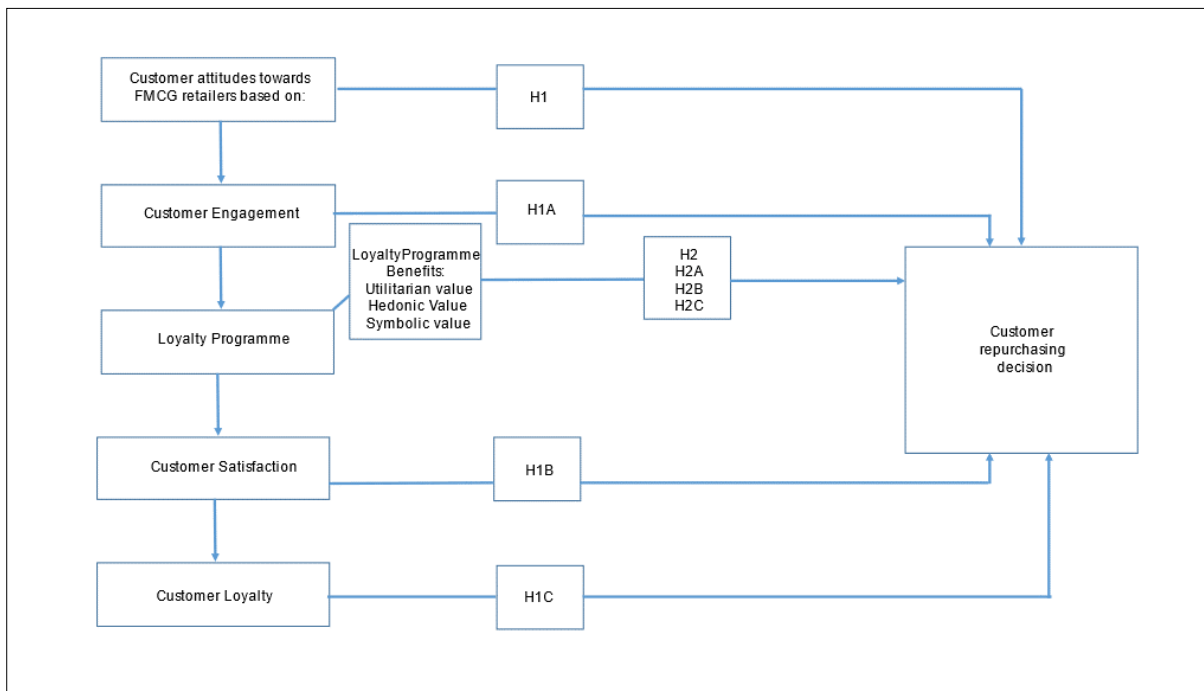 Customer attitudes towards
FMCG retailers based on:
H1
Customer Engagement
H1A
LoyaltyProgramme
Benefits:
Utilitarian value
Hedonic Value
Symbolic value
H2
H2A
H2B
H2C
Loyalty Programme
Customer
repurchasing
decision
Customer Satisfaction
H1B
Customer Loyalty
H1C